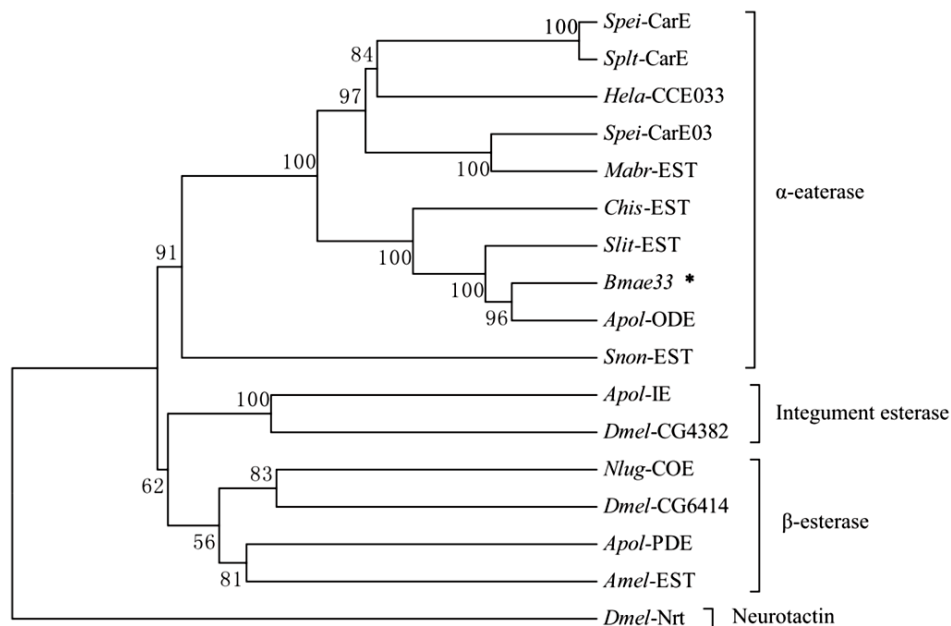 100 Spei-CarE
Splt-CarE
84
97 Hela-CCE033
Spei-CarE03
100 Mabr-EST
100
α-eaterase
Chis-EST
Slit-EST
91
100
100 Bmae33 *
96 Apol-ODE
Snon-EST
100 Apol-IE
Integument esterase
Dmel-CG4382
62
83 Nlug-COE
Dmel-CG6414
β-esterase
56
Apol-PDE
81 Amel-EST
Dmel-Nrt Neurotactin